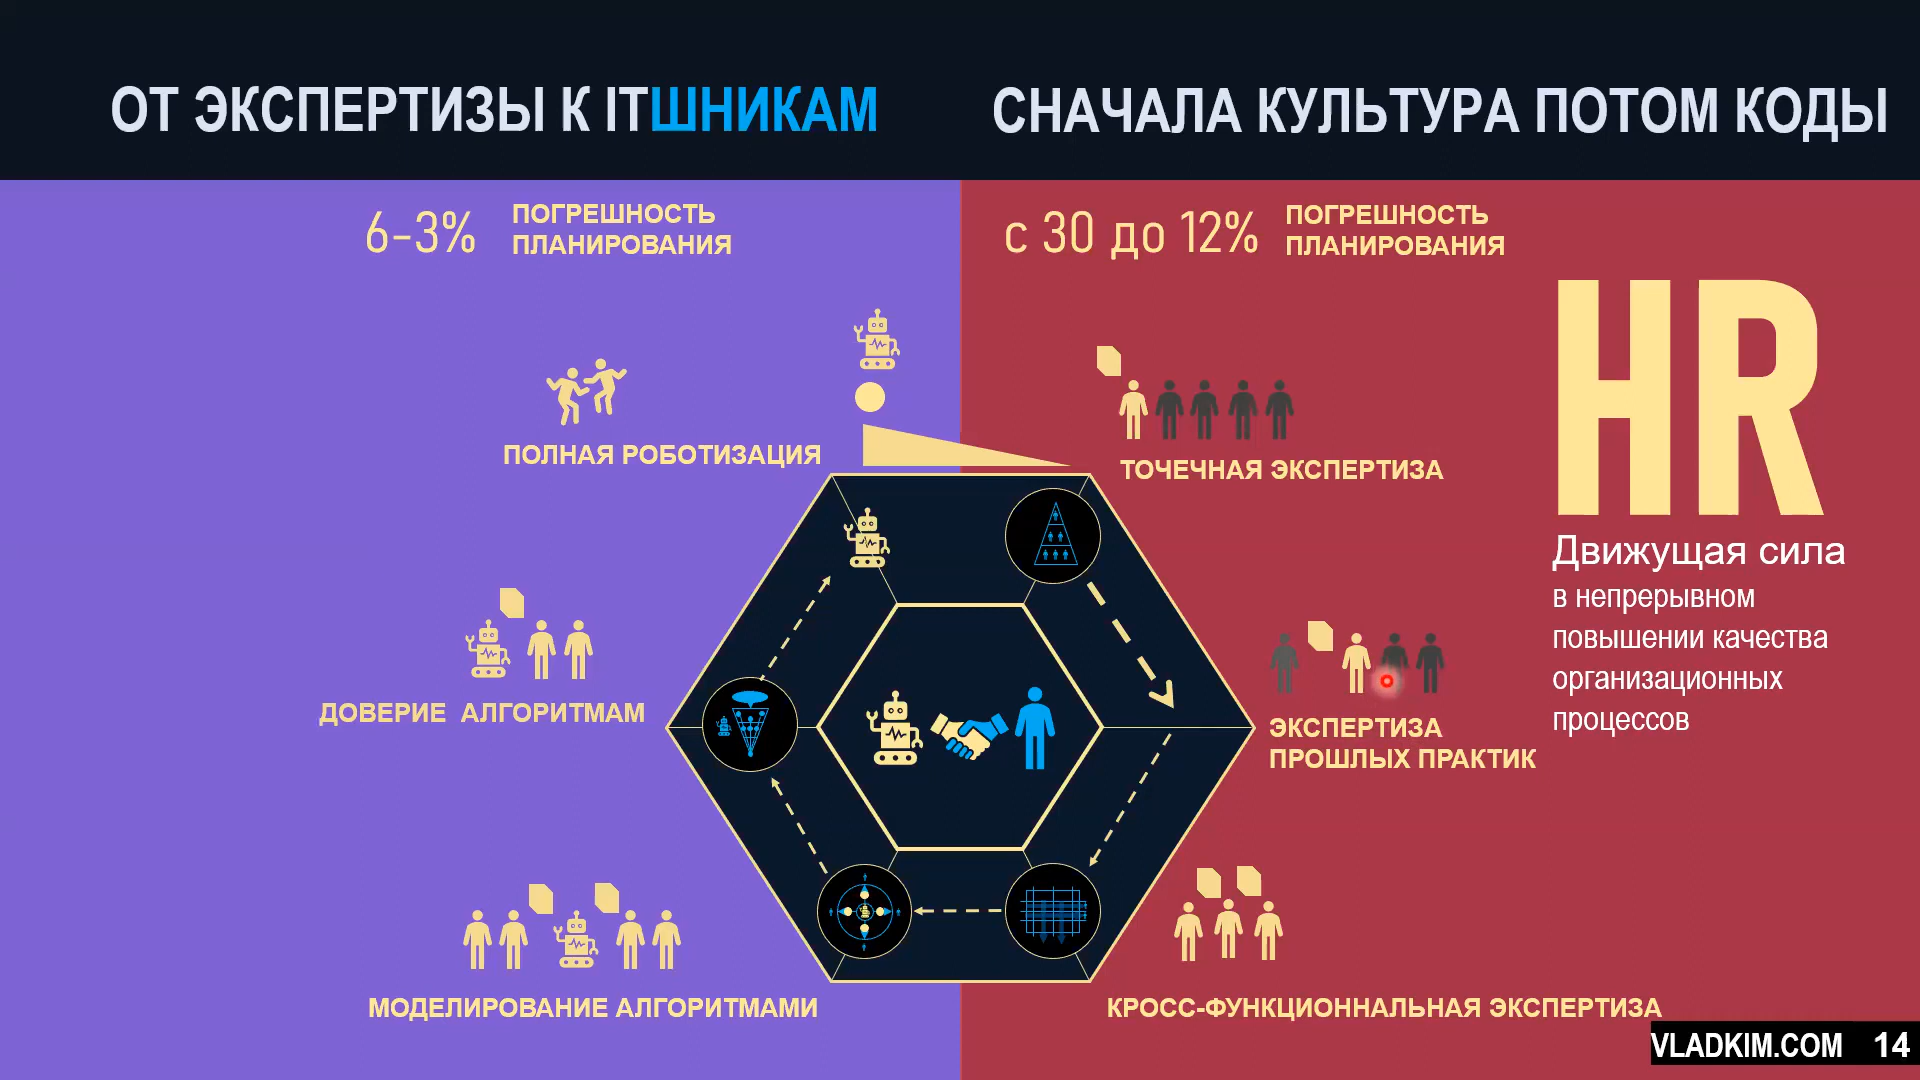 ОТ ЭКСПЕРТИЗЫ К ITШНИКАМ
СНАЧАЛА КУЛЬТУРА ПОТОМ КОДЫ
6-3%
ПОГРЕШНОСТЬ
ПЛАНИРОВАНИЯ
с 30 до 12%
ПОГРЕШНОСТЬ
ПЛАНИРОВАНИЯ
HR
Движущая сила
в непрерывном
повышении качества
организационных
процессов
ПОЛНАЯ РОБОТИЗАЦИЯ
ТОЧЕЧНАЯ ЭКСПЕРТИЗА
ДОВЕРИЕ АЛГОРИТМАМ
ЭКСПЕРТИЗА
ПРОШЛЫХ ПРАКТИК
МОДЕЛИРОВАНИЕ АЛГОРИТМАМИ
КРОСС-ФУНКЦИОННАЛЬНАЯ ЭКСПЕРТИЗА
VLADKIM.COM 14